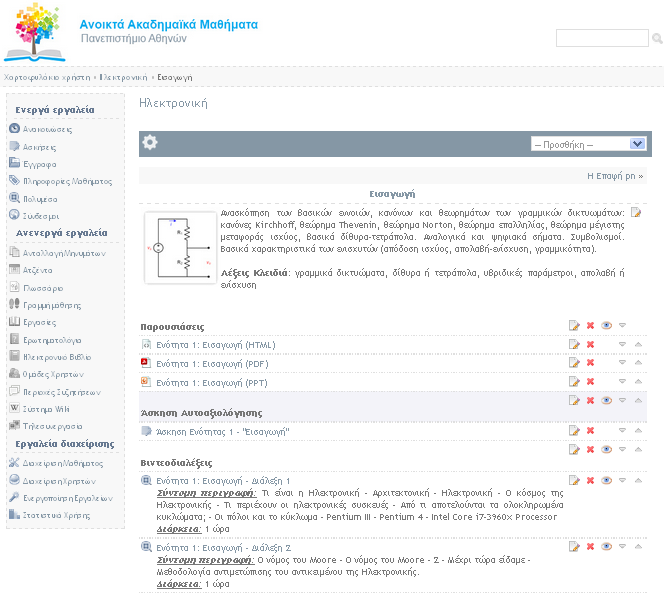 Ανοικτά Ακαδημαϊκά Μαθήματα
Πανεπιστήμιο Αθηνών
Χαρτοφυλάκιο χρήστη » Ηλεκτρονική » Εισαγωγή
Ενεργά εργαλεία
Ανακοινώσεις
Ασκήσεις
Έγγραφα
Πληροφορίες Μαθήματος
Πολυμέσα
Σύνδεσμοι
Ανενεργά εργαλεία
Ανταλλαγή Μηνυμάτων
Ατζέντα
Γλωσσάριο
Γραμμή μάθησης
Εργασίες
Ερωτηματολόγια
Ηλεκτρονικό Βιβλίο
Ομάδες Χρηστών
Περιοχές Συζητήσεων
Σύστημα Wiki
Τηλεσυνεργασία
Εργαλεία διαχείρισης
Διαχείριση Μαθήματος
Διαχείριση Χρηστών
Ενεργοποίηση Εργαλείων
Στατιστικά Χρήσης
Ηλεκτρονική
-- Προσθήκη --
Η Επαφή pn »
Εισαγωγή
Ανασκόπηση των βασικών εννοιών, κανόνων και θεωρημάτων των γραμμικών δικτυωμάτων:
κανόνες Kirchhoff, θεώρημα Thevenin, θεώρημα Norton, θεώρημα επαλληλίας, θεώρημα μέγιστης
μεταφοράς ισχύος, βασικά δίθυρα-τετράπολα. Αναλογικά και ψηφιακά σήματα. Συμβολισμοί.
Βασικά χαρακτηριστικά των ενισχυτών (απόδοση ισχύος, απολαβή-ενίσχυση, γραμμικότητα).
Λέξεις Κλειδιά: γραμμικά δικτυώματα, δίθυρα ή τετράπολα, υβριδικές παράμετροι, απολαβή ή
ενίσχυση
Παρουσιάσεις
Ενότητα 1: Εισαγωγή (HTML)
Ενότητα 1: Εισαγωγή (PDF)
Ενότητα 1: Εισαγωγή (PPT)
Άσκηση Αυτοαξιολόγησης
Άσκηση Ενότητας 1 - "Εισαγωγή"
Βιντεοδιαλέξεις
Ενότητα 1: Εισαγωγή - Διάλεξη 1
Σύντομη περιγραφή: Τι είναι η Ηλεκτρονική - Αρχιτεκτονική - Ηλεκτρονική - Ο κόσμος της
Ηλεκτρονικής - Τι περιέχουν οι ηλεκτρονικές συσκευές - Από τι αποτελούνται τα ολοκληρωμένα
κυκλώματα; - Οι πόλοι και το κύκλωμα - Pentium III - Pentium 4 - Intel Core i7-3960x Processor
Διάρκεια: 1 ώρα
Ενότητα 1: Εισαγωγή - Διάλεξη 2
Σύντομη περιγραφή: Ο νόμος του Moore - Ο νόμος του Moore - 2 - Μέχρι τώρα είδαμε -
Μεθοδολογία αντιμετώπισης του αντικειμένου της Ηλεκτρονικής.
Διάρκεια: 1 ώρα